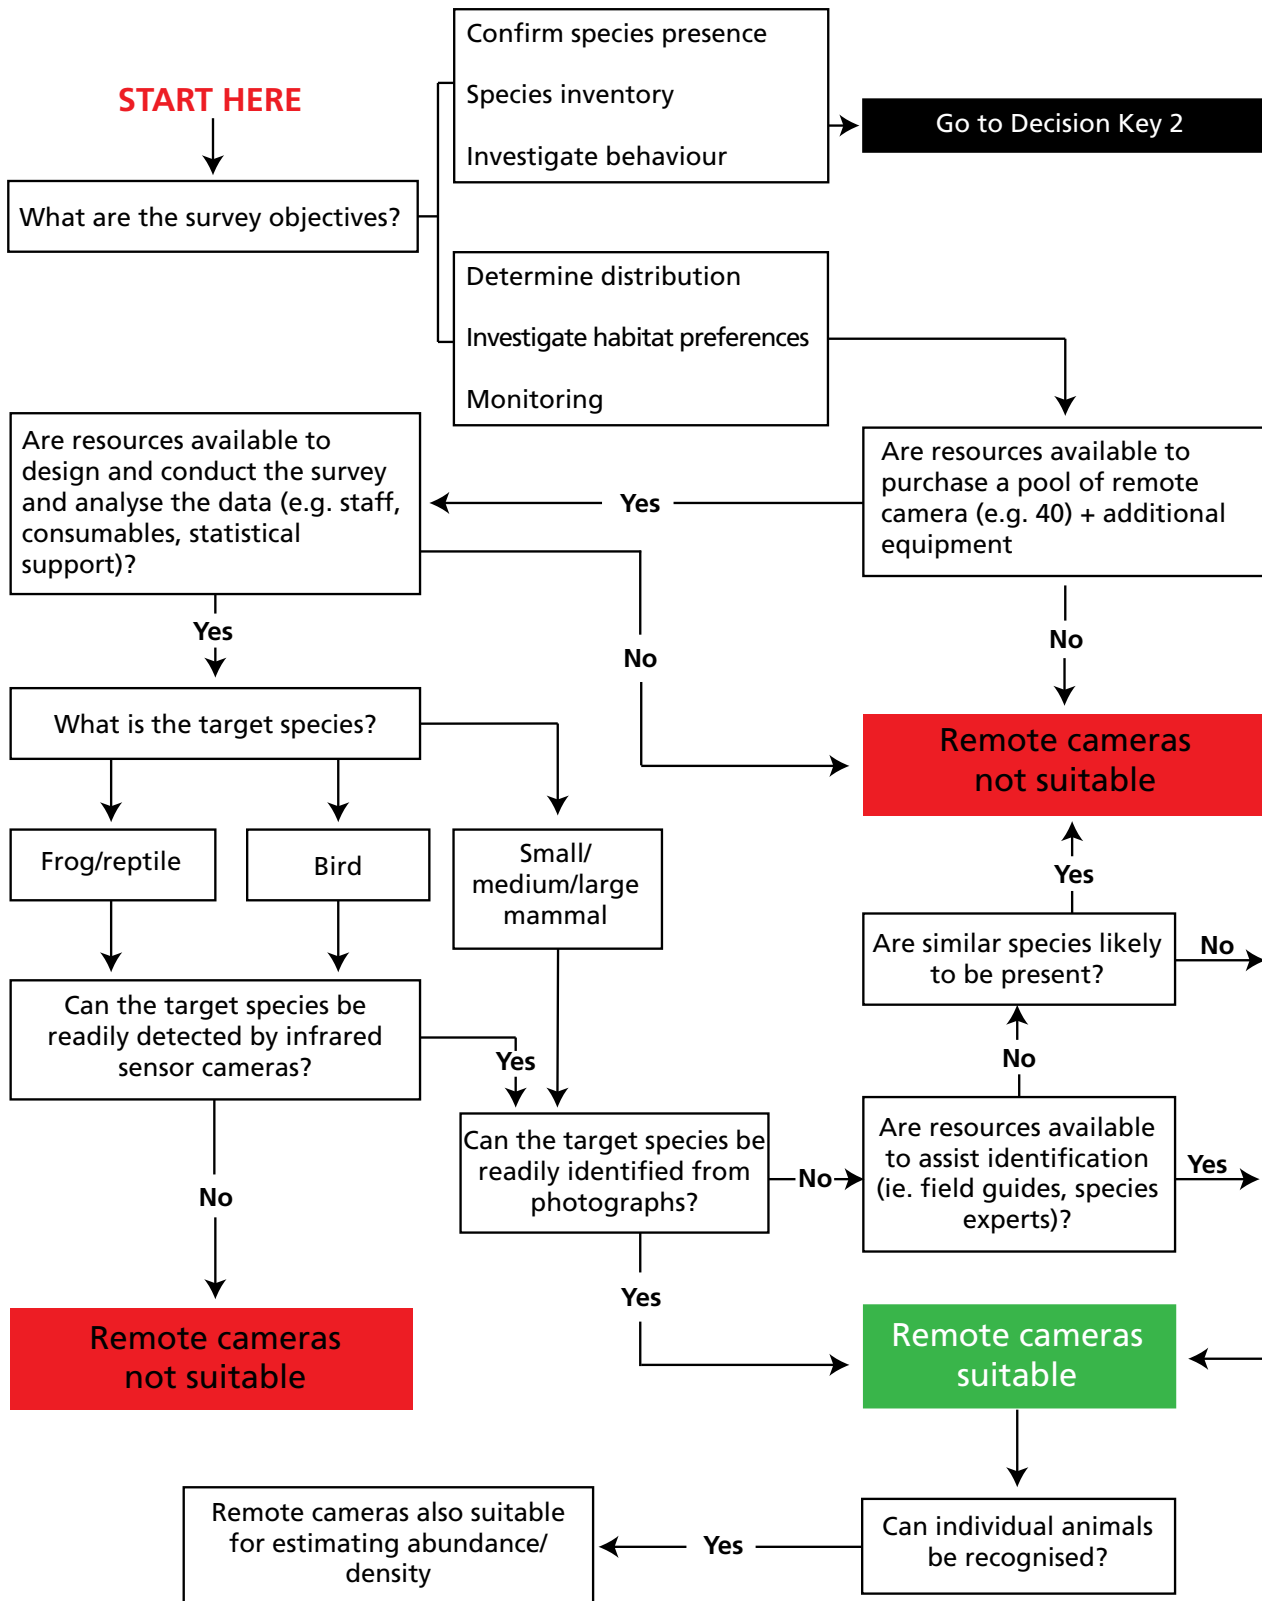 START HERE
What are the survey objectives?
Confirm species presence
Species inventory
Investigate behaviour
Go to Decision Key 2
Determine distribution
Investigate habitat preferences
Monitoring
Are resources available to
purchase a pool of remote
camera (e.g. 40) + additional
equipment
Yes
No
Are resources available to
design and conduct the survey
and analyse the data (e.g. staff,
consumables, statistical
support)?
Yes
No
Remote cameras
not suitable
What is the target species?
Frog/reptile
Bird
Small/
medium/large
mammal
Can the target species be
readily detected by infrared
sensor cameras?
Yes
No
Remote cameras
not suitable
Can the target species be
readily identified from
photographs?
No
Yes
Are resources available
to assist identification
(ie. field guides, species
experts)?
Yes
No
Are similar species likely
to be present?
Yes
No
Remote cameras
suitable
Can individual animals
be recognised?
Yes
Remote cameras also suitable
for estimating abundance/
density